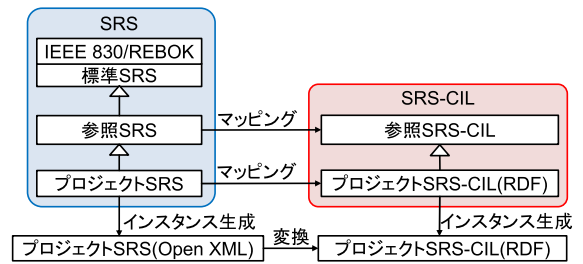 SRS
IEEE 830/REBOK
標準SRS
SRS-CIL
参照SRS
マッピング
参照SRS-CIL
プロジェクトSRS
マッピング
プロジェクトSRS-CIL(RDF)
インスタンス生成
インスタンス生成
プロジェクトSRS(Open XML)
変換
プロジェクトSRS-CIL(RDF)